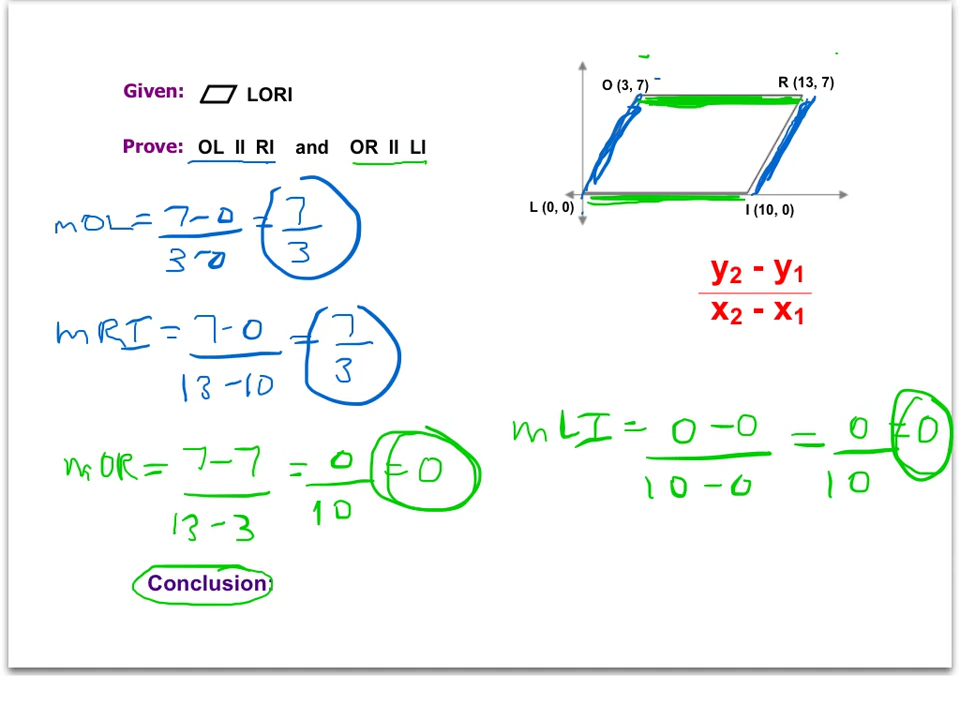 Given: ▱ LORI
Prove: OL II RI and OR II LI
O (3, 7)
R (13, 7)
L (0, 0)
I (10, 0)
y₂ - y₁
x₂ - x₁
mOL = 7-0 / 3-0 = 7/3
mRI = 7-0 / 13-10 = 7/3
mOR = 7-7 / 13-3 = 0/10 = 0
mLI = 0-0 / 10-0 = 0/10 = 0
Conclusion: